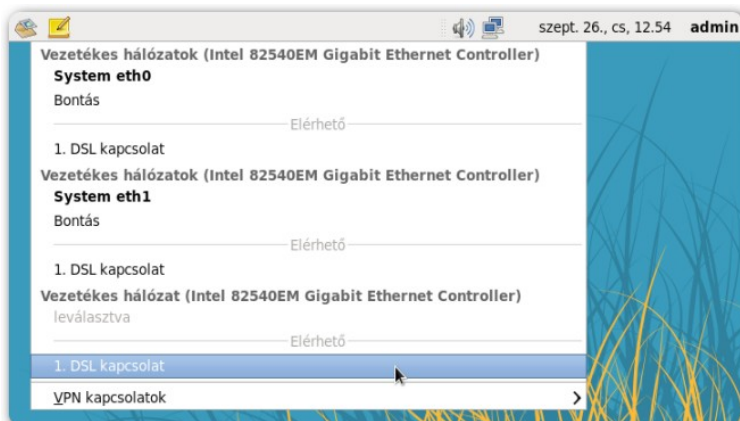 szept. 26., cs, 12.54 admin
Vezetékes hálózatok (Intel 82540EM Gigabit Ethernet Controller)
System eth0
Bontás
Elérhető
1. DSL kapcsolat
Vezetékes hálózatok (Intel 82540EM Gigabit Ethernet Controller)
System eth1
Bontás
Elérhető
1. DSL kapcsolat
Vezetékes hálózat (Intel 82540EM Gigabit Ethernet Controller)
leválasztva
Elérhető
1. DSL kapcsolat
VPN kapcsolatok